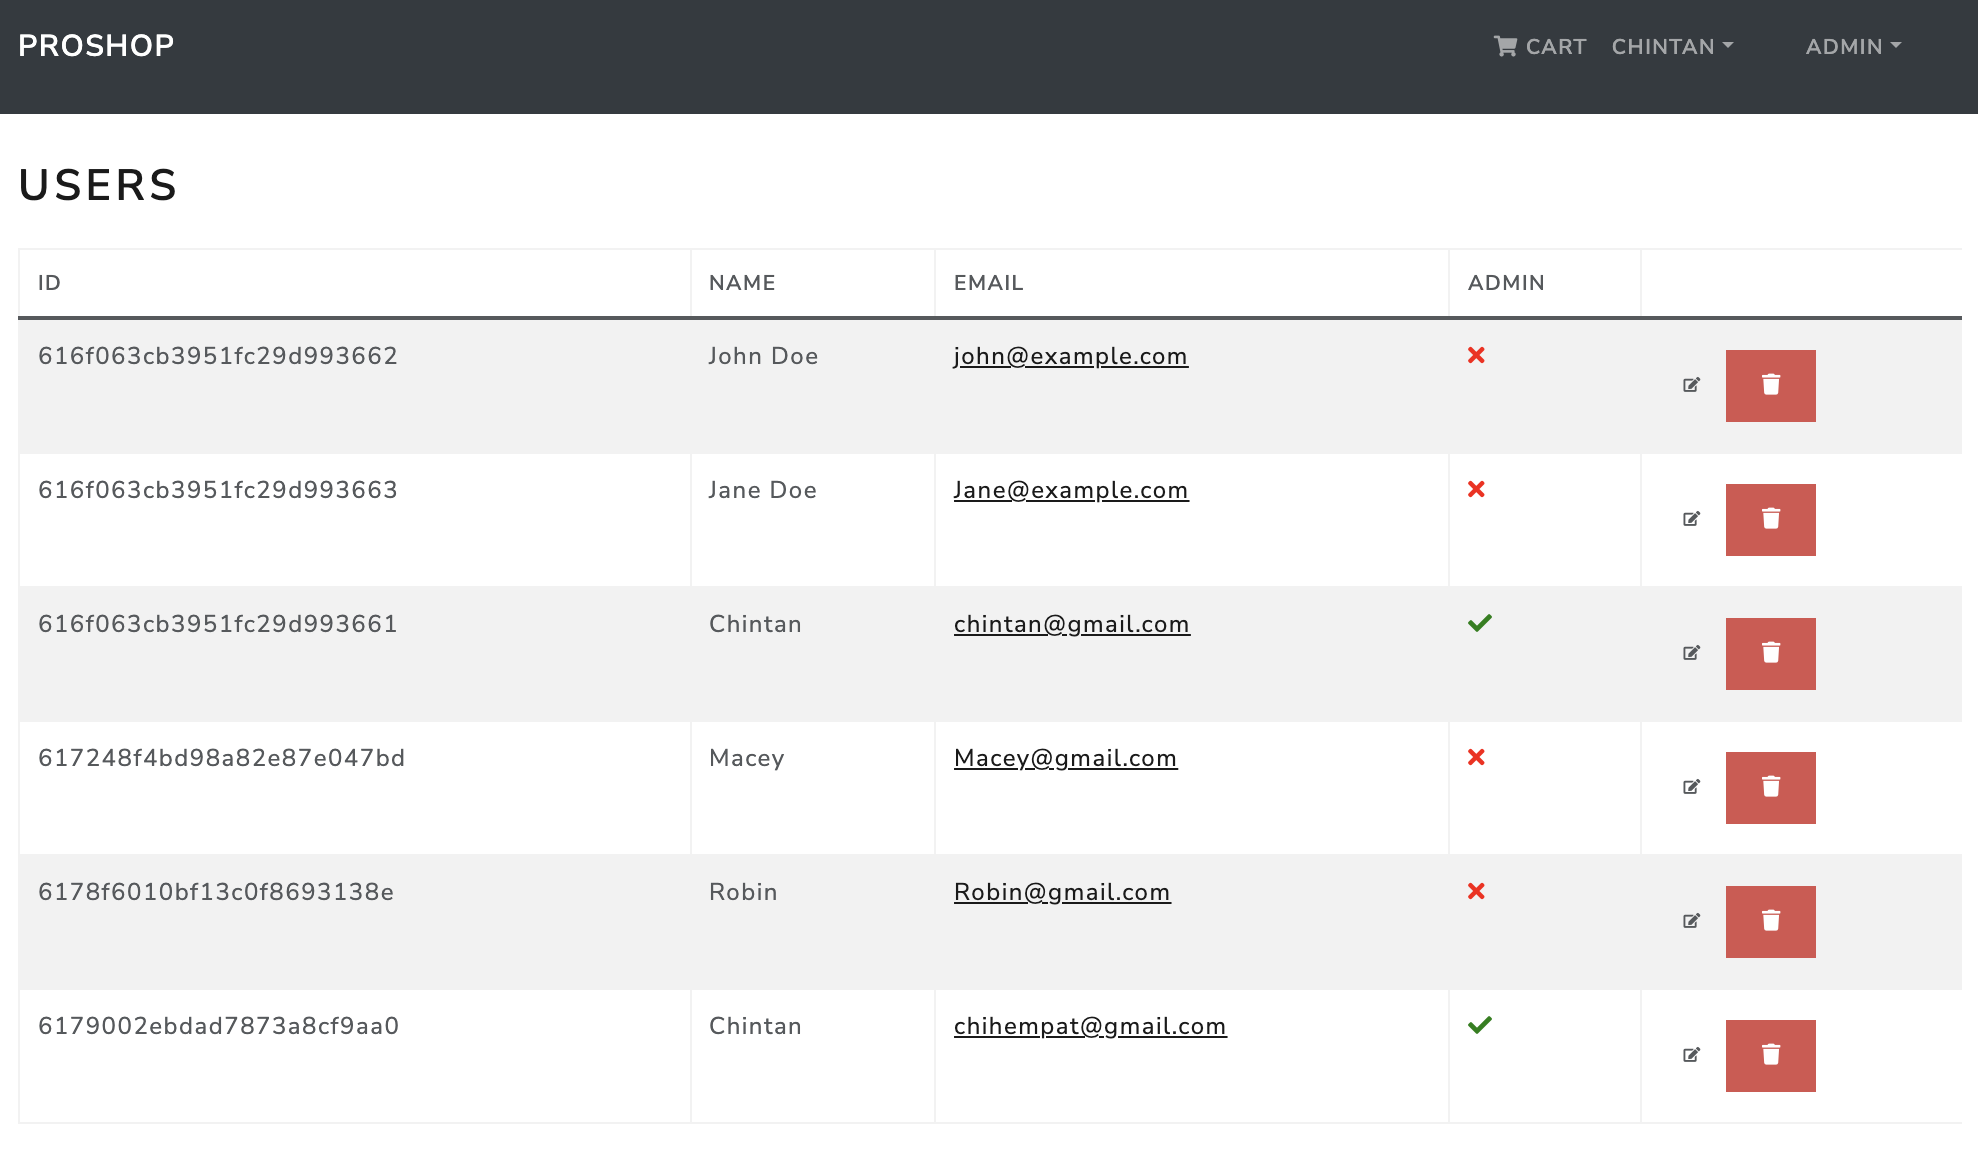 PROSHOP CART CHINTAN ADMIN
USERS
ID NAME EMAIL ADMIN
616f063cb3951fc29d993662 John Doe john@example.com
616f063cb3951fc29d993663 Jane Doe Jane@example.com
616f063cb3951fc29d993661 Chintan chintan@gmail.com
617248f4bd98a82e87e047bd Macey Macey@gmail.com
6178f6010bf13c0f8693138e Robin Robin@gmail.com
6179002ebdad7873a8cf9aa0 Chintan chihempat@gmail.com